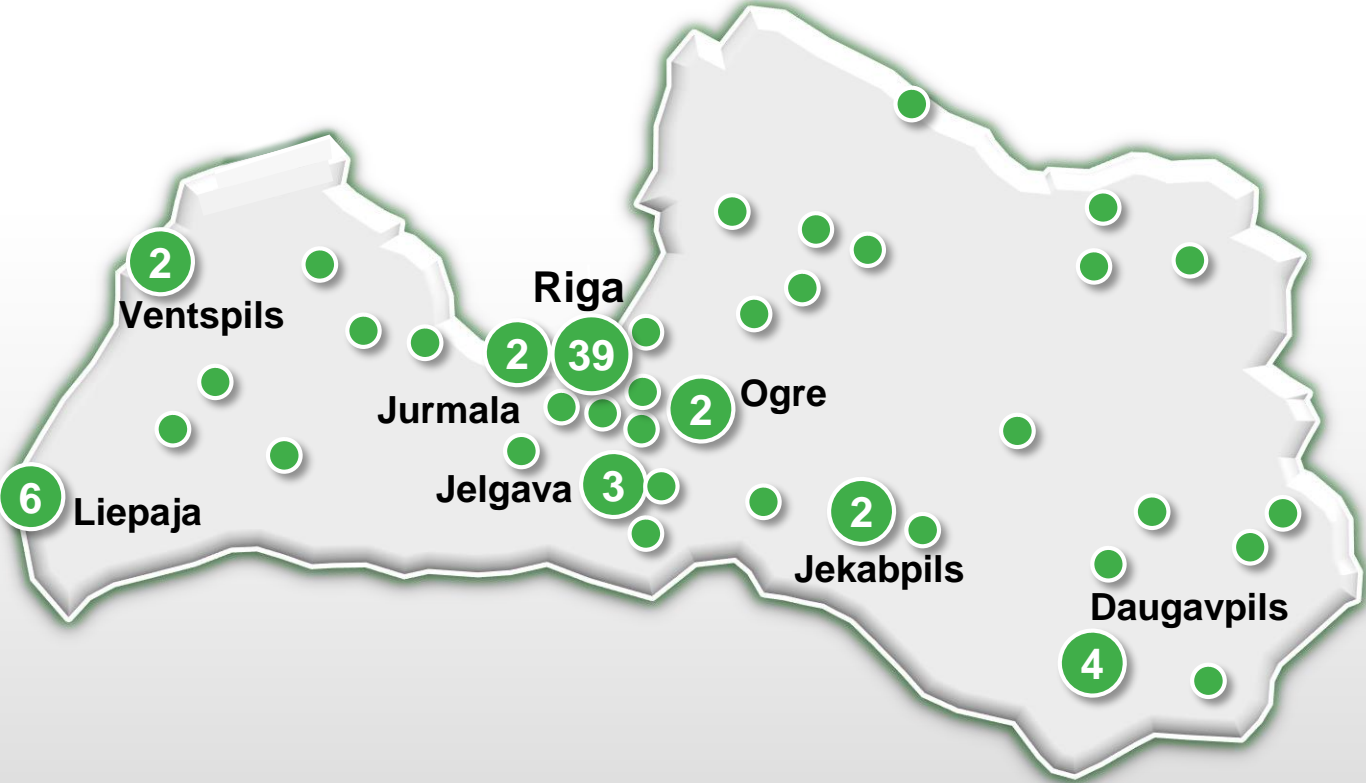 2
Ventspils
Riga
2
39
Jurmala
2
Ogre
6
Liepaja
Jelgava
3
2
Jekabpils
Daugavpils
4